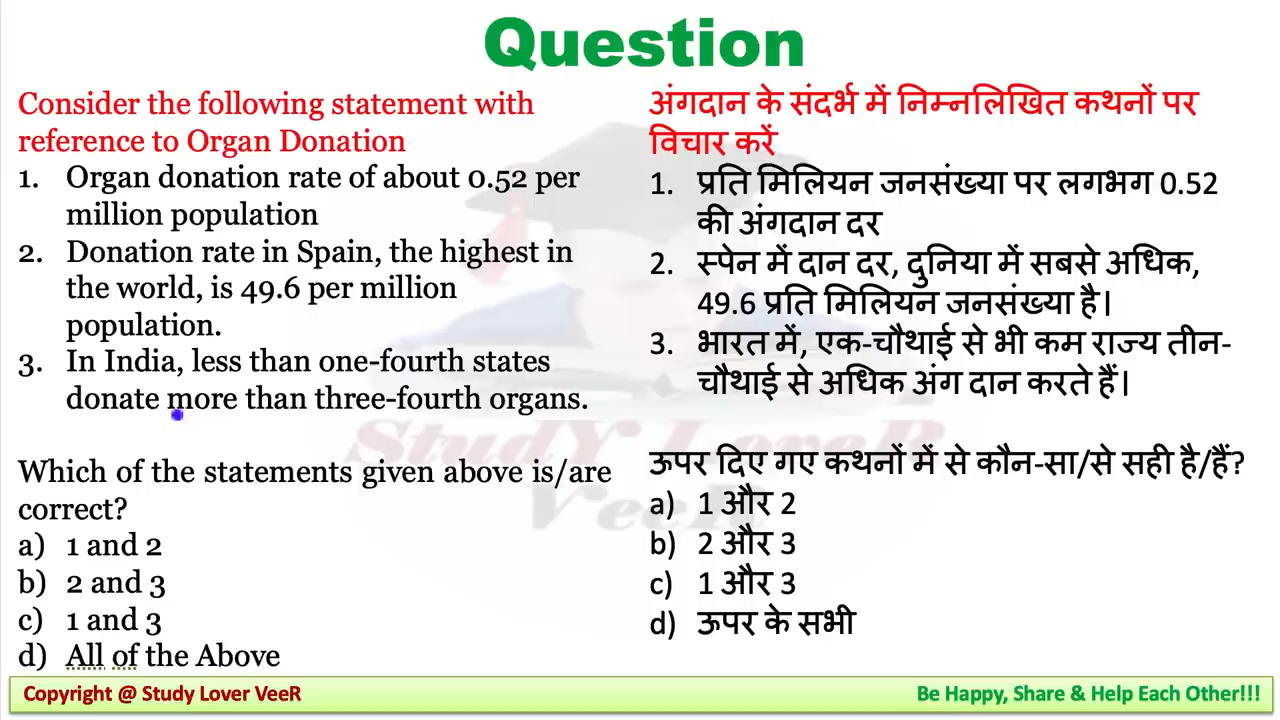 Question
Consider the following statement with
reference to Organ Donation
1. Organ donation rate of about 0.52 per
million population
2. Donation rate in Spain, the highest in
the world, is 49.6 per million
population.
3. In India, less than one-fourth states
donate more than three-fourth organs.
Which of the statements given above is/are
correct?
a) 1 and 2
b) 2 and 3
c) 1 and 3
d) All of the Above
अंगदान के संदर्भ में निम्नलिखित कथनों पर
विचार करें
1. प्रति मिलियन जनसंख्या पर लगभग 0.52
की अंगदान दर
2. स्पेन में दान दर, दुनिया में सबसे अधिक,
49.6 प्रति मिलियन जनसंख्या है।
3. भारत में, एक-चौथाई से भी कम राज्य तीन-
चौथाई से अधिक अंग दान करते हैं।
ऊपर दिए गए कथनों में से कौन-सा/से सही है/हैं?
a) 1 और 2
b) 2 और 3
c) 1 और 3
d) ऊपर के सभी
StudY LoveR
VeeR
Copyright @ Study Lover VeeR
Be Happy, Share & Help Each Other!!!